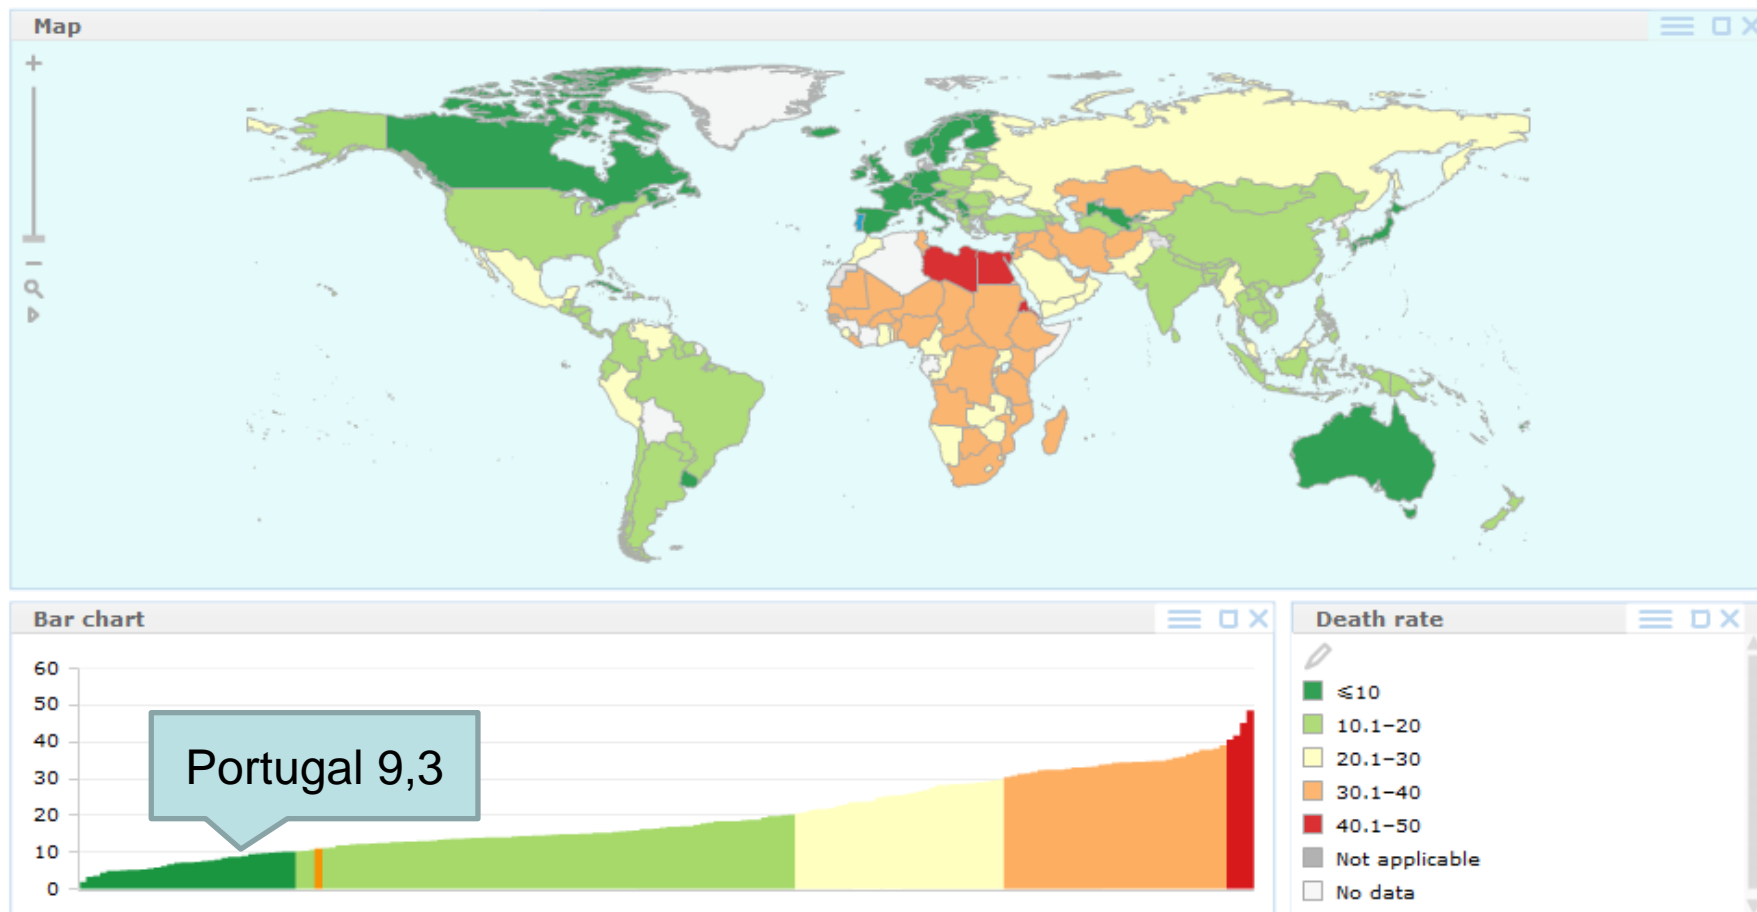 Map
Bar chart
60
50
40
30
20
10
0
Portugal 9,3
Death rate
≤10
10.1–20
20.1–30
30.1–40
40.1–50
Not applicable
No data